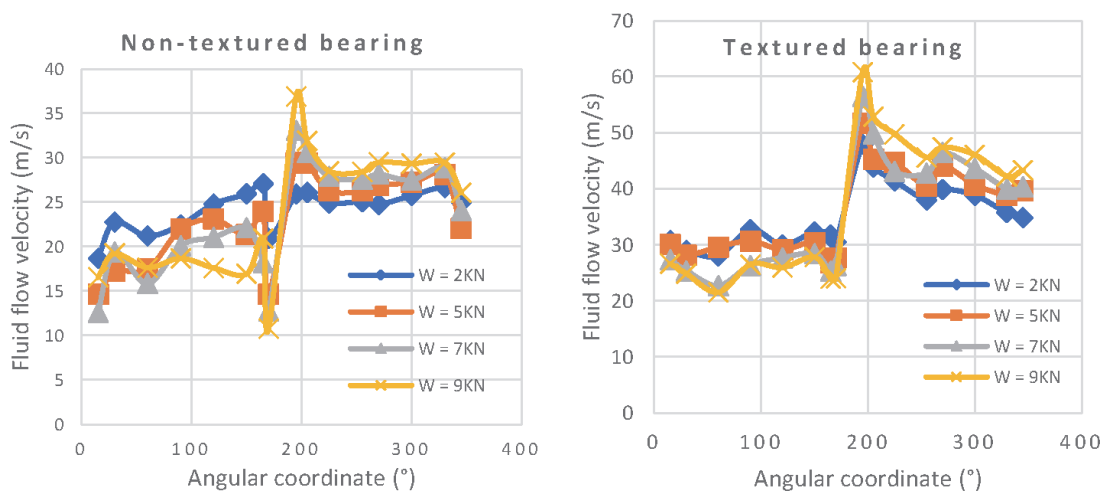 Non-textured bearing
Fluid flow velocity (m/s)
40
35
30
25
20
15
10
5
0
0
100
200
300
400
Angular coordinate (°)
W = 2KN
W = 5KN
W = 7KN
W = 9KN
Textured bearing
Fluid flow velocity (m/s)
70
60
50
40
30
20
10
0
0
100
200
300
400
Angular coordinate (°)
W = 2KN
W = 5KN
W = 7KN
W = 9KN